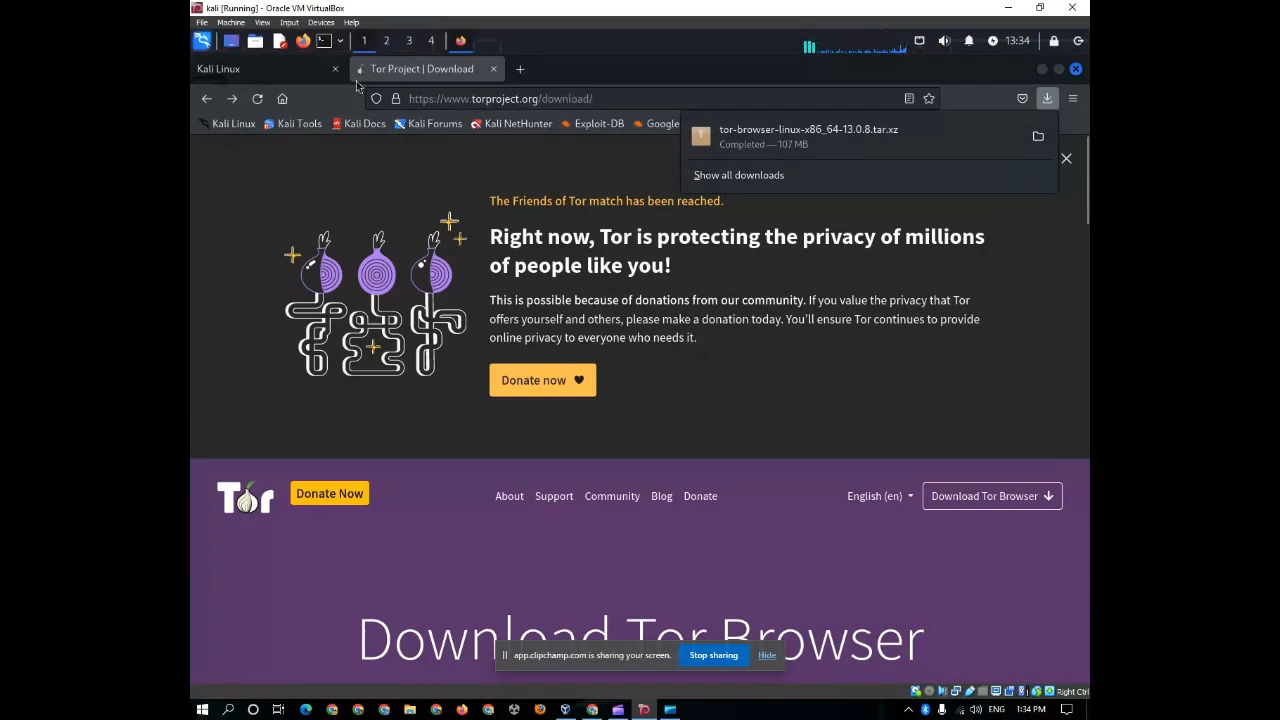 kali [Running] - Oracle VM VirtualBox
File Machine View Input Devices Help
1 2 3 4
13:34
Kali Linux
Tor Project | Download
https://www.torproject.org/download/
Kali Linux Kali Tools Kali Docs Kali Forums Kali NetHunter Exploit-DB Google
tor-browser-linux-x86_64-13.0.8.tar.xz
Completed — 107 MB
Show all downloads
The Friends of Tor match has been reached.
Right now, Tor is protecting the privacy of millions
of people like you!
This is possible because of donations from our community. If you value the privacy that Tor
offers yourself and others, please make a donation today. You'll ensure Tor continues to provide
online privacy to everyone who needs it.
Donate now
Tor
Donate Now
About Support Community Blog Donate
English (en)
Download Tor Browser
Download Tor Browser
app.clipchamp.com is sharing your screen. Stop sharing Hide
Right Ctrl
ENG 1:34 PM